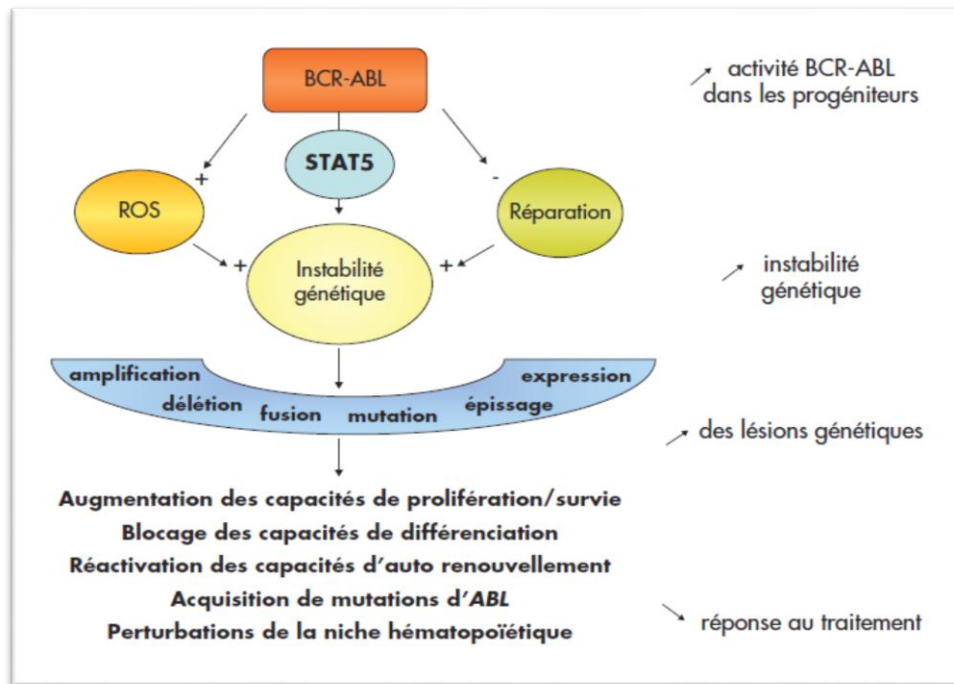 BCR-ABL
↗ activité BCR-ABL
dans les progéniteurs
STAT5
+
-
ROS
Réparation
+
+
Instabilité
génétique
↗ instabilité
génétique
amplification
délétion
fusion
mutation
épissage
expression
↗ des lésions génétiques
Augmentation des capacités de prolifération/survie
Blocage des capacités de différenciation
Réactivation des capacités d'auto renouvellement
Acquisition de mutations d'ABL
Perturbations de la niche hématopoïétique
↘ réponse au traitement